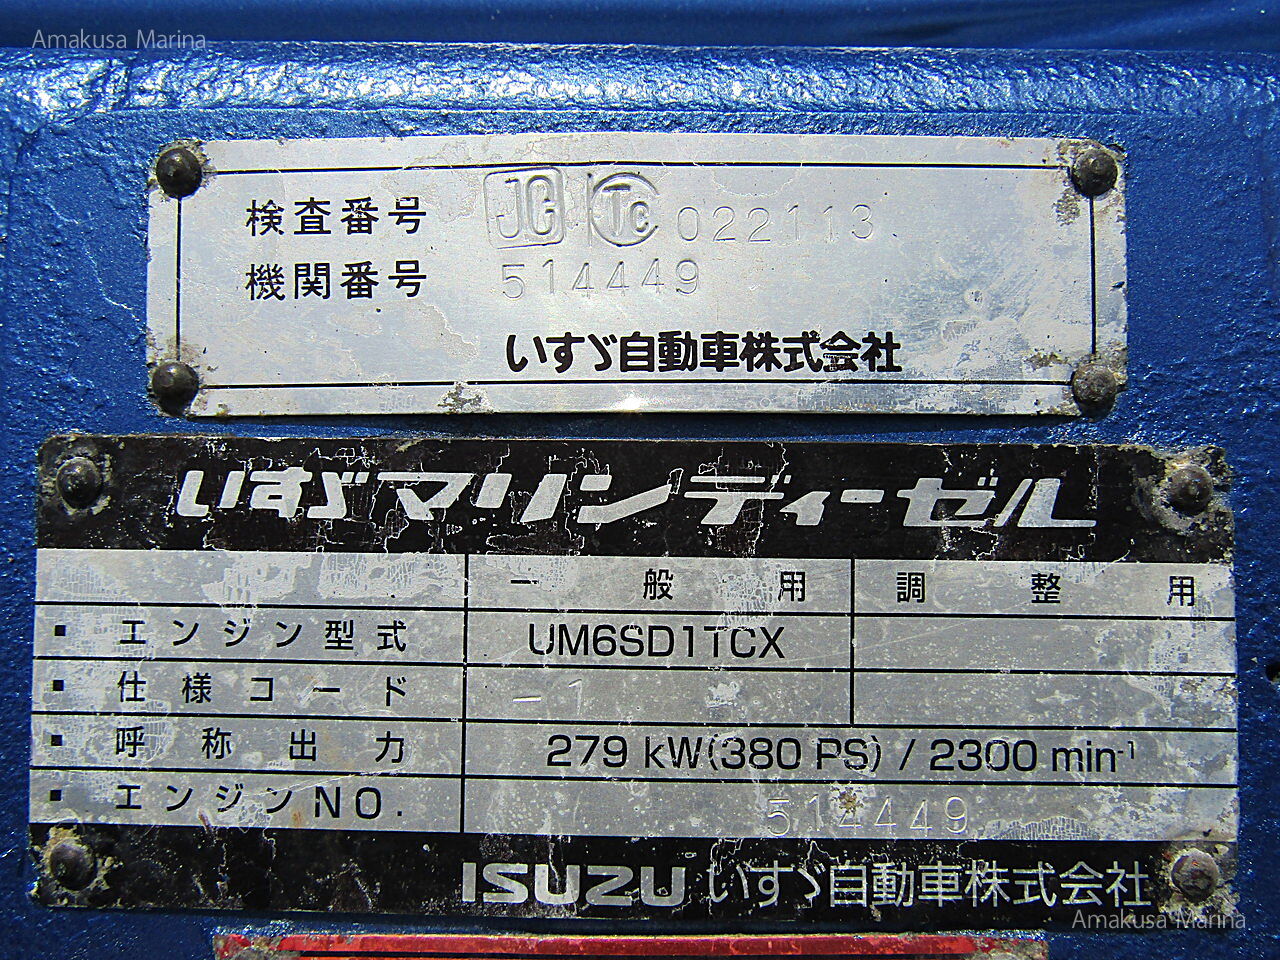 Amakusa Marina
検査番号 JG Tc 022113
機関番号 514449
いすゞ自動車株式会社
いすゞマリンディーゼル
一般用 調整用
エンジン型式 UM6SD1TCX
仕様コード -1
呼称出力 279 kW(380 PS) / 2300 min-1
エンジンNO. 514449
ISUZU いすゞ自動車株式会社
Amakusa Marina